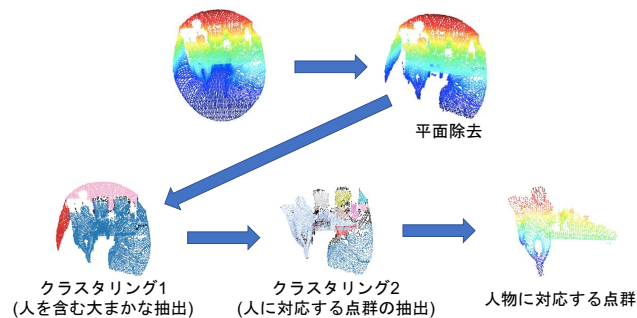 平面除去
クラスタリング1
(人を含む大まかな抽出)
クラスタリング2
(人に対応する点群の抽出)
人物に対応する点群